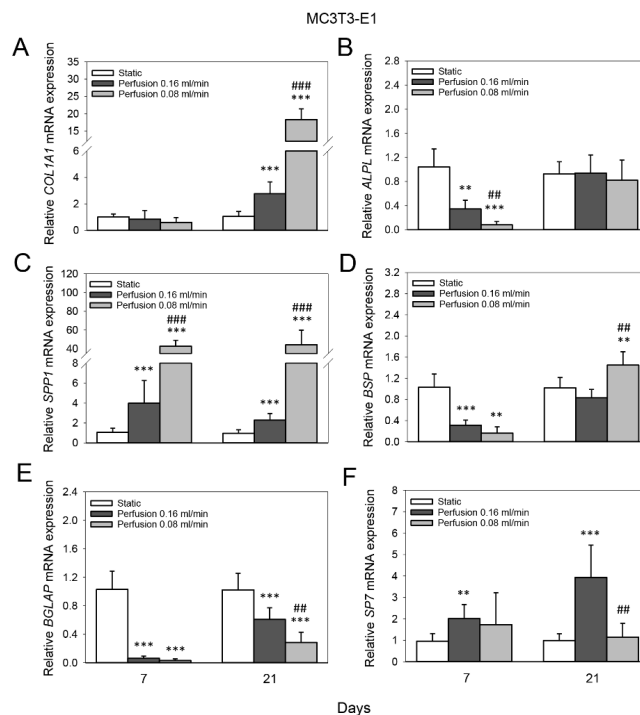 MC3T3-E1
A
Relative COL1A1 mRNA expression
35
30
25
20
15
6
4
2
0
Static
Perfusion 0.16 ml/min
Perfusion 0.08 ml/min
***
###
***
B
Relative ALPL mRNA expression
2.8
2.4
2.0
1.6
1.2
0.8
0.4
0.0
Static
Perfusion 0.16 ml/min
Perfusion 0.08 ml/min
**
##
***
C
Relative SPP1 mRNA expression
120
100
80
60
40
8
6
4
2
0
Static
Perfusion 0.16 ml/min
Perfusion 0.08 ml/min
***
###
***
***
###
***
D
Relative BSP mRNA expression
3.2
2.8
2.4
2.0
1.6
1.2
0.8
0.4
0.0
Static
Perfusion 0.16 ml/min
Perfusion 0.08 ml/min
***
**
##
**
E
Relative BGLAP mRNA expression
2.4
2.0
1.6
1.2
0.8
0.4
0.0
Static
Perfusion 0.16 ml/min
Perfusion 0.08 ml/min
***
***
***
##
***
7
21
F
Relative SP7 mRNA expression
8
7
6
5
4
3
2
1
0
Static
Perfusion 0.16 ml/min
Perfusion 0.08 ml/min
**
***
##
7
21
Days